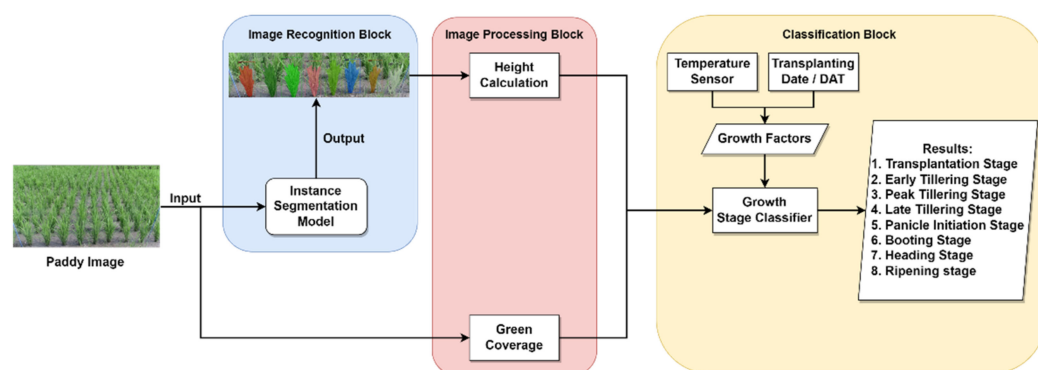 Image Recognition Block
Image Processing Block
Classification Block
Height
Calculation
Temperature
Sensor
Transplanting
Date / DAT
Output
Growth Factors
Input
Instance
Segmentation
Model
Growth
Stage Classifier
Results:
1. Transplantation Stage
2. Early Tillering Stage
3. Peak Tillering Stage
4. Late Tillering Stage
5. Panicle Initiation Stage
6. Booting Stage
7. Heading Stage
8. Ripening stage
Paddy Image
Green
Coverage